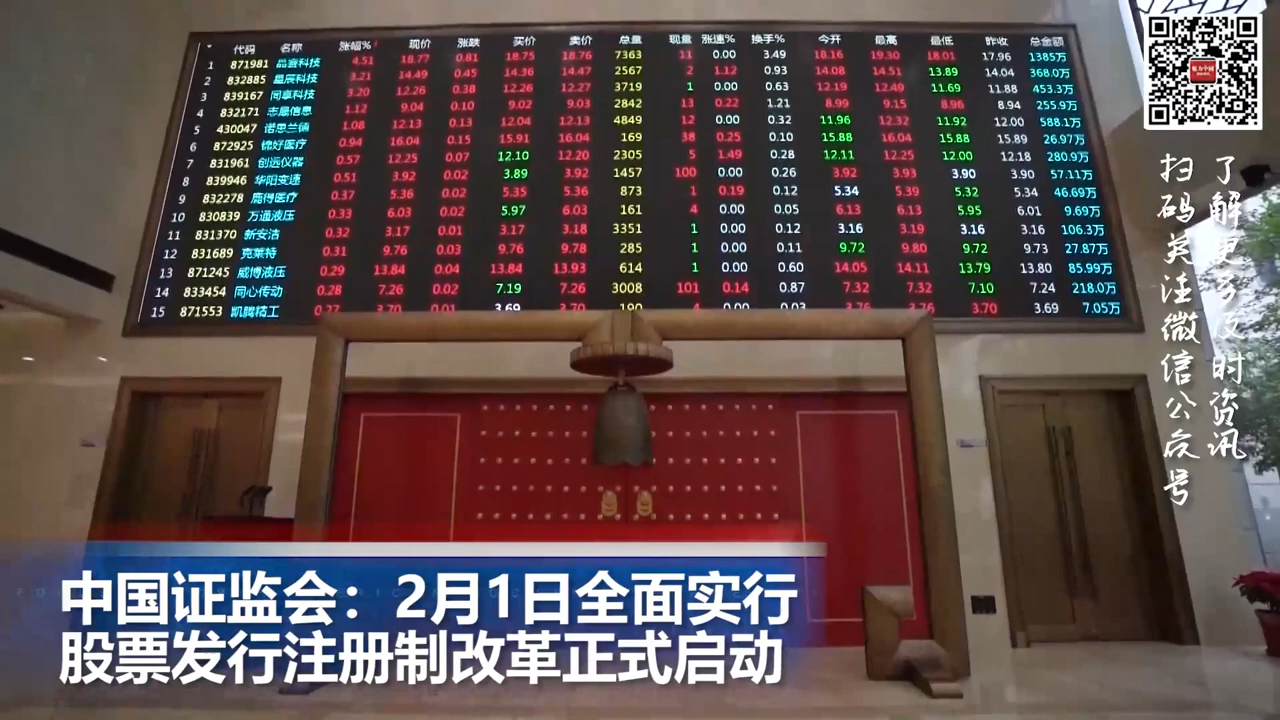 代码 名称 涨幅% 现价 涨跌 买价 卖价 总量 现量 涨速% 换手% 今开 最高 最低 昨收 总金额
1 871981 晶赛科技 4.51 18.77 0.81 18.75 18.76 7363 11 0.00 3.49 18.16 19.30 18.01 17.96 1385万
2 832885 星辰科技 3.21 14.49 0.45 14.36 14.47 2567 2 1.12 0.93 14.08 14.51 13.89 14.04 368.0万
3 839167 同享科技 3.20 12.26 0.38 12.26 12.27 3719 1 0.00 0.63 12.19 12.49 11.69 11.88 453.3万
4 832171 志晟信息 1.12 9.04 0.10 9.02 9.03 2842 13 0.22 1.21 8.99 9.15 8.96 8.94 255.9万
5 430047 诺思兰德 1.08 12.13 0.13 12.04 12.13 4849 12 0.00 0.32 11.96 12.32 11.92 12.00 588.1万
6 872925 锦好医疗 0.94 16.04 0.15 15.91 16.04 169 38 0.25 0.10 15.88 16.04 15.88 15.89 26.97万
7 831961 创远仪器 0.57 12.25 0.07 12.10 12.20 2305 5 1.49 0.28 12.11 12.25 12.00 12.18 280.9万
8 839946 华阳变速 0.51 3.92 0.02 3.89 3.92 1457 100 0.00 0.26 3.92 3.93 3.90 3.90 57.11万
9 832278 鹿得医疗 0.37 5.36 0.02 5.35 5.36 873 1 0.19 0.12 5.34 5.39 5.32 5.34 46.69万
10 830839 万通液压 0.33 6.03 0.02 5.97 6.03 161 4 0.00 0.05 6.13 6.13 5.95 6.01 9.69万
11 831370 新安洁 0.32 3.17 0.01 3.17 3.18 3351 1 0.00 0.12 3.16 3.19 3.16 3.16 106.3万
12 831689 克莱特 0.31 9.76 0.03 9.76 9.78 285 1 0.00 0.11 9.72 9.80 9.72 9.73 27.87万
13 871245 威博液压 0.29 13.84 0.04 13.84 13.93 614 1 0.00 0.60 14.05 14.11 13.79 13.80 85.99万
14 833454 同心传动 0.28 7.26 0.02 7.19 7.26 3008 101 0.14 0.87 7.32 7.32 7.10 7.24 218.0万
15 871553 凯腾精工 0.27 3.70 0.01 3.69 3.70 190 4 0.00 0.03 3.76 3.76 3.70 3.69 7.05万
了解更多及时资讯
扫码关注微信公众号
中国证监会：2月1日全面实行
股票发行注册制改革正式启动